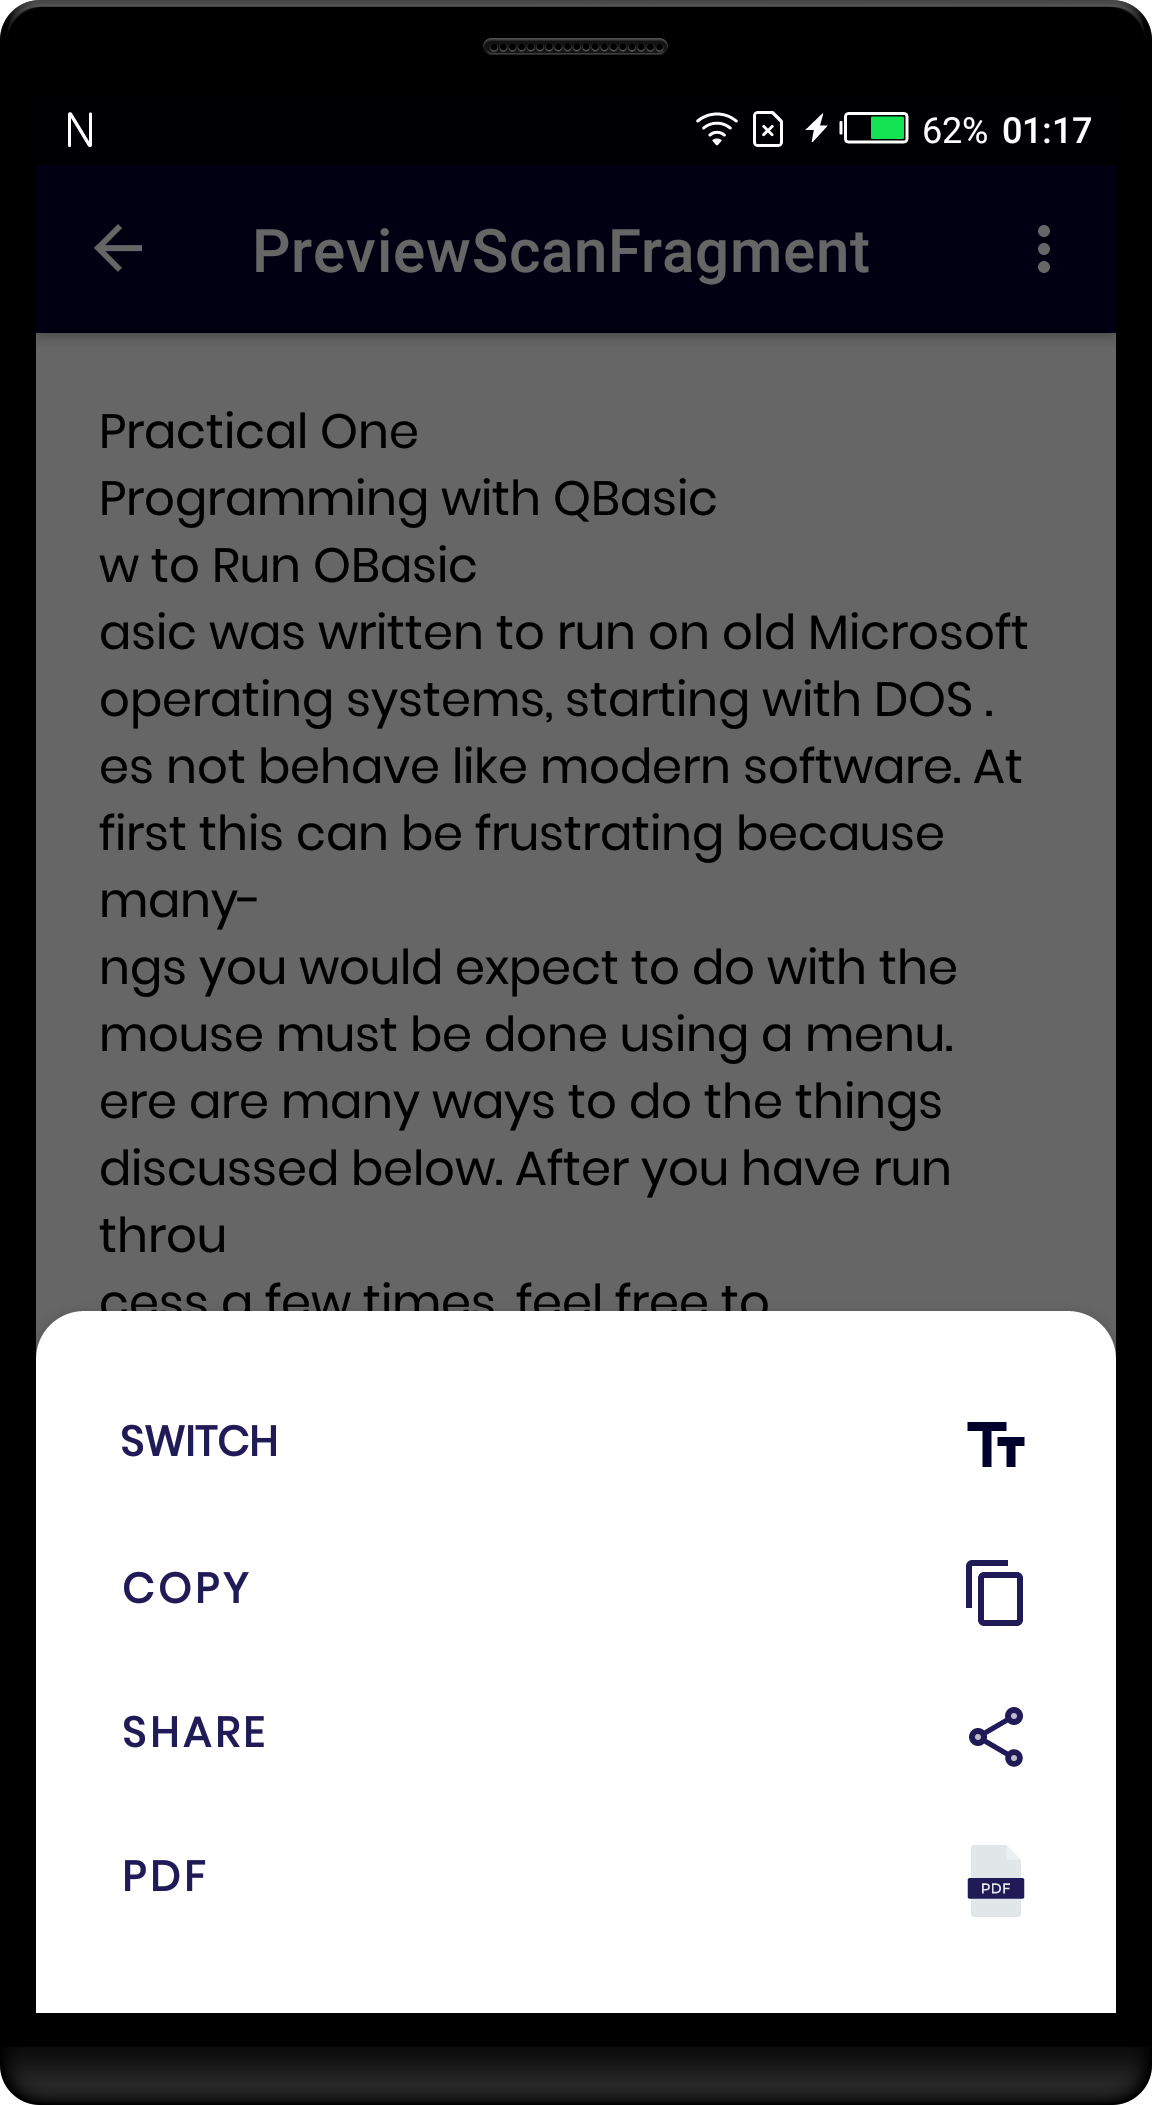 N 62% 01:17
PreviewScanFragment
Practical One
Programming with QBasic
w to Run OBasic
asic was written to run on old Microsoft
operating systems, starting with DOS .
es not behave like modern software. At
first this can be frustrating because
many-
ngs you would expect to do with the
mouse must be done using a menu.
ere are many ways to do the things
discussed below. After you have run
throu
cess a few times, feel free to
SWITCH Tт
COPY
SHARE
PDF PDF